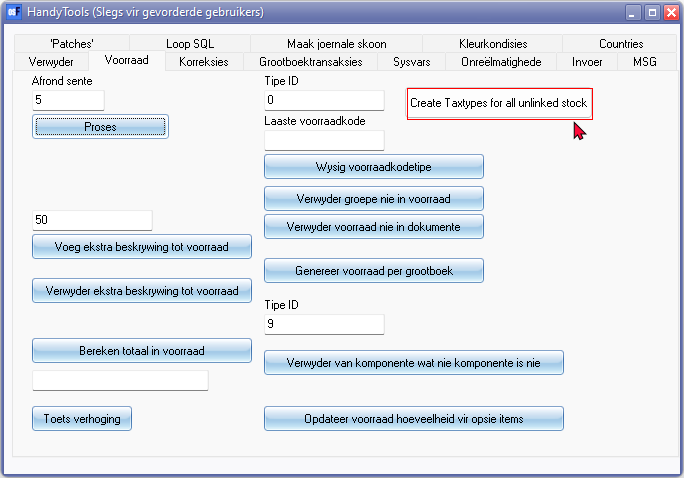 HandyTools (Slegs vir gevorderde gebruikers)
'Patches' Loop SQL Maak joernale skoon Kleurkondisies Countries
Verwyder Voorraad Korreksies Grootboektransaksies Sysvars Onreëlmatighede Invoer MSG
Afrond sente
5
Proses
Tipe ID
0
Create Taxtypes for all unlinked stock
Laaste voorraadkode
Wysig voorraadkodetipe
Verwyder groepe nie in voorraad
50
Verwyder voorraad nie in dokumente
Voeg ekstra beskrywing tot voorraad
Genereer voorraad per grootboek
Verwyder ekstra beskrywing tot voorraad
Tipe ID
9
Bereken totaal in voorraad
Verwyder van komponente wat nie komponente is nie
Toets verhoging
Opdateer voorraad hoeveelheid vir opsie items